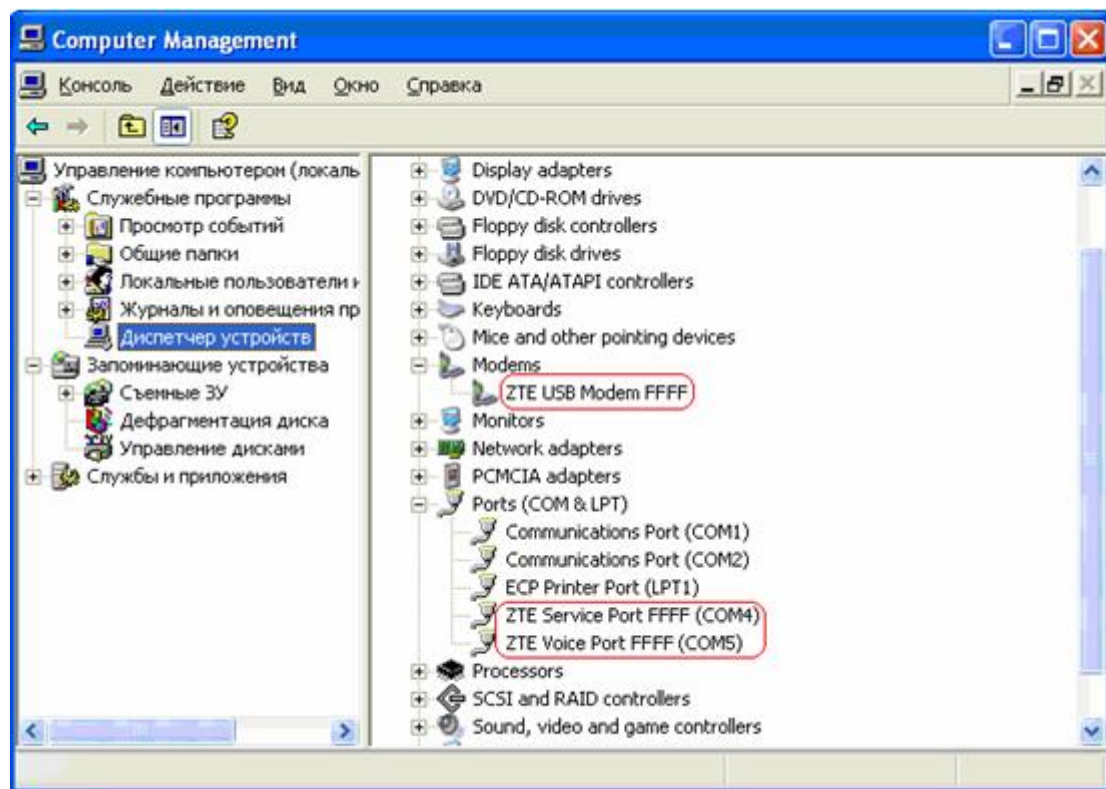 Computer Management
Консоль Действие Вид Окно Справка
Управление компьютером (локаль
Служебные программы
Просмотр событий
Общие папки
Локальные пользователи и
Журналы и оповещения пр
Диспетчер устройств
Запоминающие устройства
Съемные ЗУ
Дефрагментация диска
Управление дисками
Службы и приложения
Display adapters
DVD/CD-ROM drives
Floppy disk controllers
Floppy disk drives
IDE ATA/ATAPI controllers
Keyboards
Mice and other pointing devices
Modems
ZTE USB Modem FFFF
Monitors
Network adapters
PCMCIA adapters
Ports (COM & LPT)
Communications Port (COM1)
Communications Port (COM2)
ECP Printer Port (LPT1)
ZTE Service Port FFFF (COM4)
ZTE Voice Port FFFF (COM5)
Processors
SCSI and RAID controllers
Sound, video and game controllers